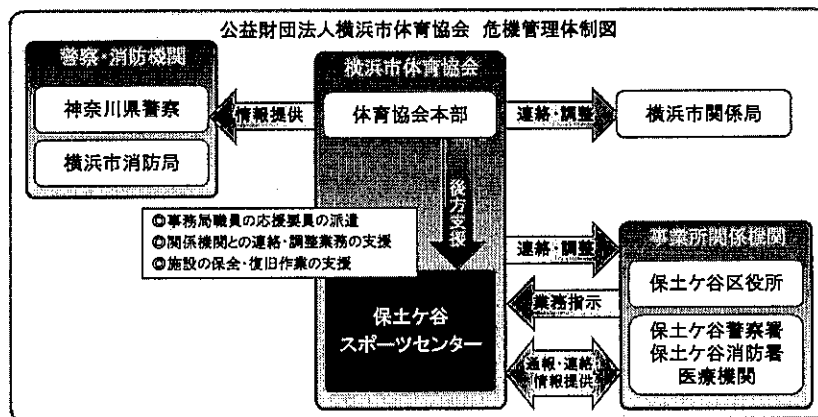 公益財団法人横浜市体育協会 危機管理体制図
警察・消防機関
神奈川県警察
横浜市消防局
情報提供
横浜市体育協会
体育協会本部
連絡・調整
横浜市関係局
後方支援
◎事務局職員の応援要員の派遣
◎関係機関との連絡・調整業務の支援
◎施設の保全・復旧作業の支援
保土ケ谷
スポーツセンター
連絡・調整
業務指示
通報・連絡
情報提供
事業所関係機関
保土ケ谷区役所
保土ケ谷警察署
保土ケ谷消防署
医療機関